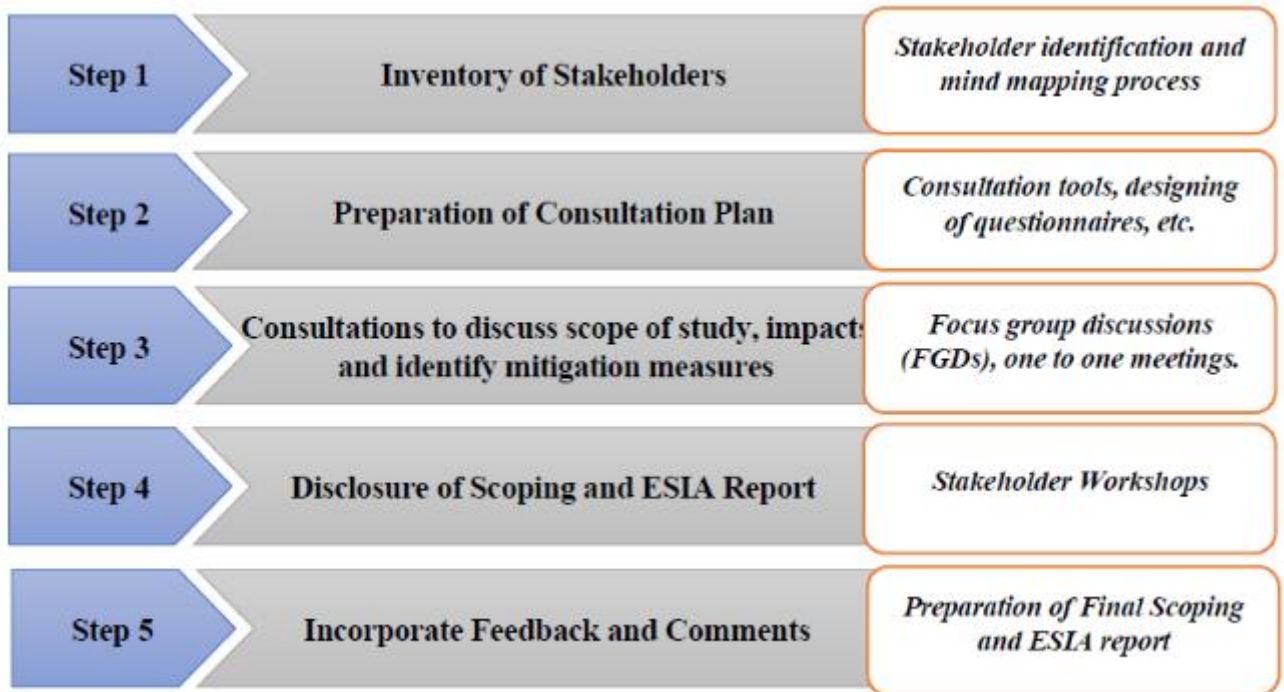 Step 1
Inventory of Stakeholders
Stakeholder identification and
mind mapping process
Step 2
Preparation of Consultation Plan
Consultation tools, designing
of questionnaires, etc.
Step 3
Consultations to discuss scope of study, impacts
and identify mitigation measures
Focus group discussions
(FGDs), one to one meetings.
Step 4
Disclosure of Scoping and ESIA Report
Stakeholder Workshops
Step 5
Incorporate Feedback and Comments
Preparation of Final Scoping
and ESIA report